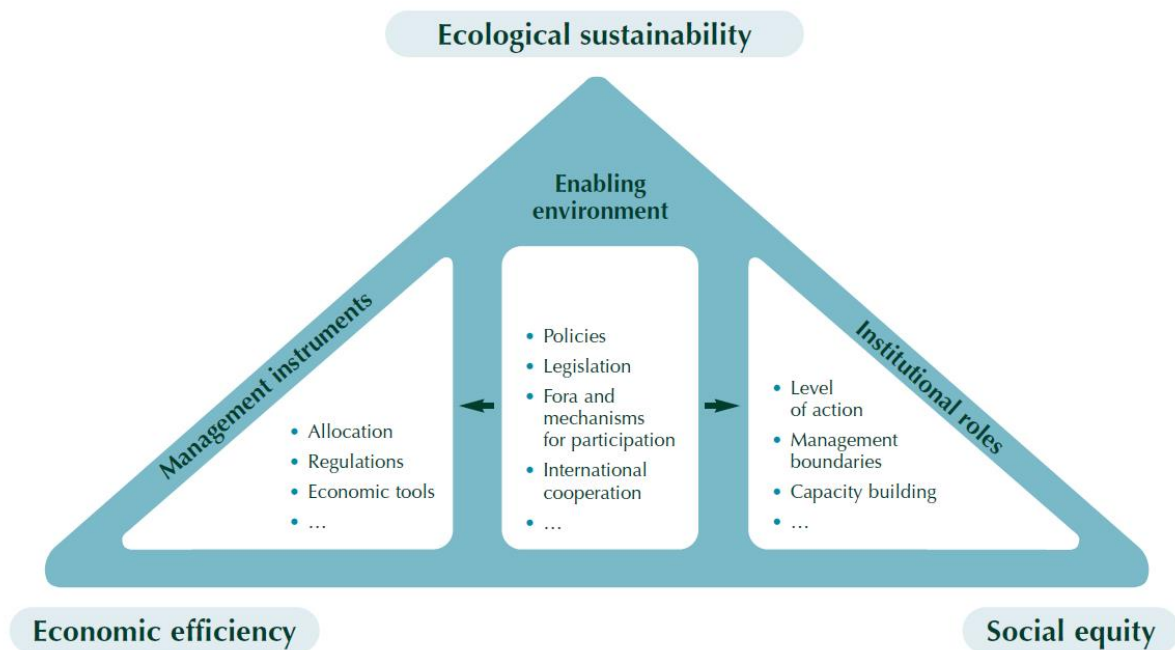 Ecological sustainability
Enabling
environment
Management instruments
• Allocation
• Regulations
• Economic tools
• …
• Policies
• Legislation
• Fora and
mechanisms
for participation
• International
cooperation
• …
Institutional roles
• Level
of action
• Management
boundaries
• Capacity building
• …
Economic efficiency
Social equity